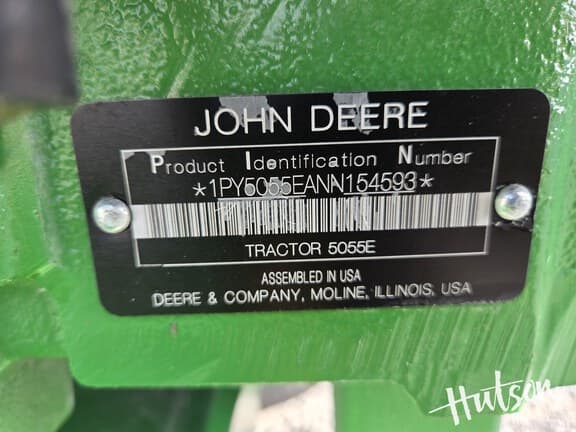 JOHN DEERE
Product Identification Number
*1PY5055EANN154593*
TRACTOR 5055E
ASSEMBLED IN USA
DEERE & COMPANY, MOLINE, ILLINOIS, USA
Hutson